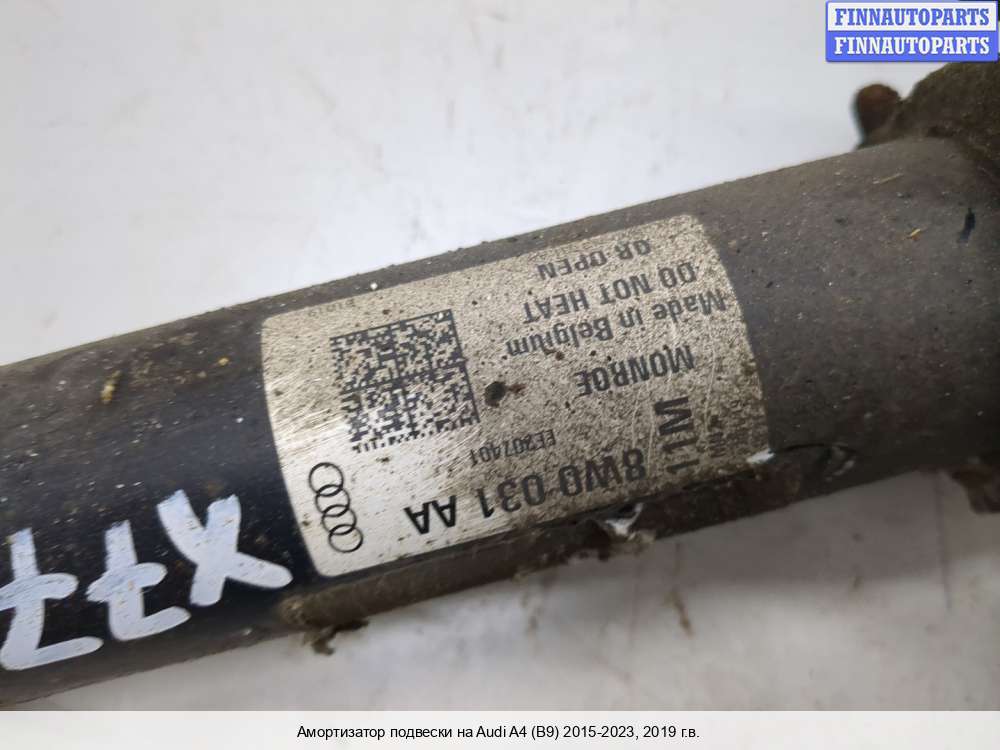 FINNAUTOPARTS
FINNAUTOPARTS
8W0 031 AA
11M
EE207401
MONROE
Made in Belgium
DO NOT HEAT
OR OPEN
X77
Амортизатор подвески на Audi A4 (B9) 2015-2023, 2019 г.в.